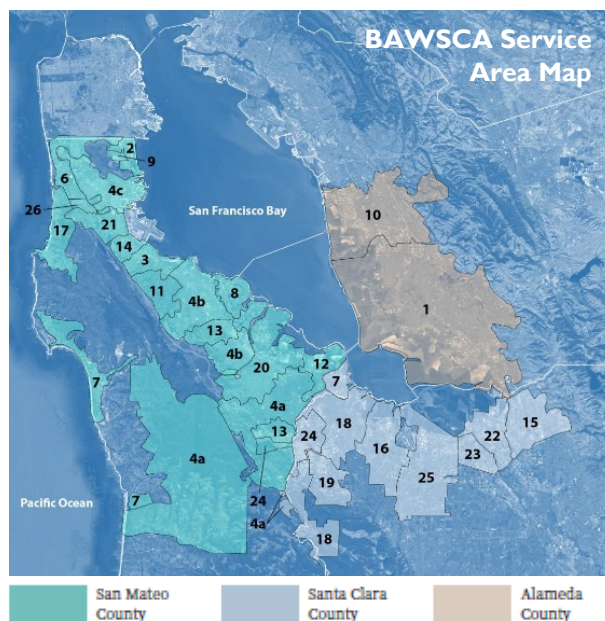 BAWSCA Service
Area Map
2
9
6
4c
26
San Francisco Bay
10
17
21
14
3
11
4b
8
1
13
4b
12
20
7
7
4a
15
13
18
22
24
16
23
4a
25
19
24
7
Pacific Ocean
4a
18
San Mateo
County
Santa Clara
County
Alameda
County